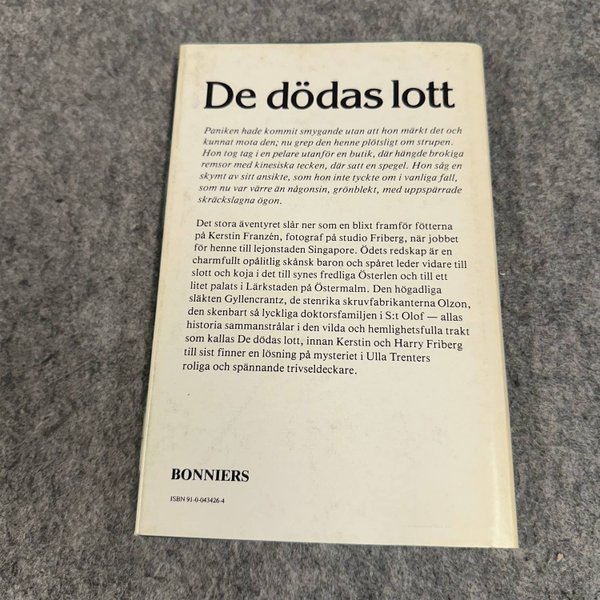 De dödas lott
Paniken hade kommit smygande utan att hon märkt det och
kunnat mota den; nu grep den henne plötsligt om strupen.
Hon tog tag i en pelare utanför en butik, där hängde brokiga
remsor med kinesiska tecken, där satt en spegel. Hon såg en
skymt av sitt ansikte, som hon inte tyckte om i vanliga fall,
som nu var värre än någonsin, grönblekt, med uppspärrade
skräckslagna ögon.
Det stora äventyret slår ner som en blixt framför fötterna
på Kerstin Franzén, fotograf på studio Friberg, när jobbet
för henne till lejonstaden Singapore. Ödets redskap är en
charmfullt opålitlig skånsk baron och spåret leder vidare till
slott och koja i det till synes fredliga Österlen och till ett
litet palats i Lärkstaden på Östermalm. Den högadliga
släkten Gyllencrantz, de stenrika skruvfabrikanterna Olzon,
den skenbart så lyckliga doktorsfamiljen i S:t Olof — allas
historia sammanstrålar i den vilda och hemlighetsfulla trakt
som kallas De dödas lott, innan Kerstin och Harry Friberg
till sist finner en lösning på mysteriet i Ulla Trenters
roliga och spännande trivseldeckare.
BONNIERS
ISBN 91-0-043426-4